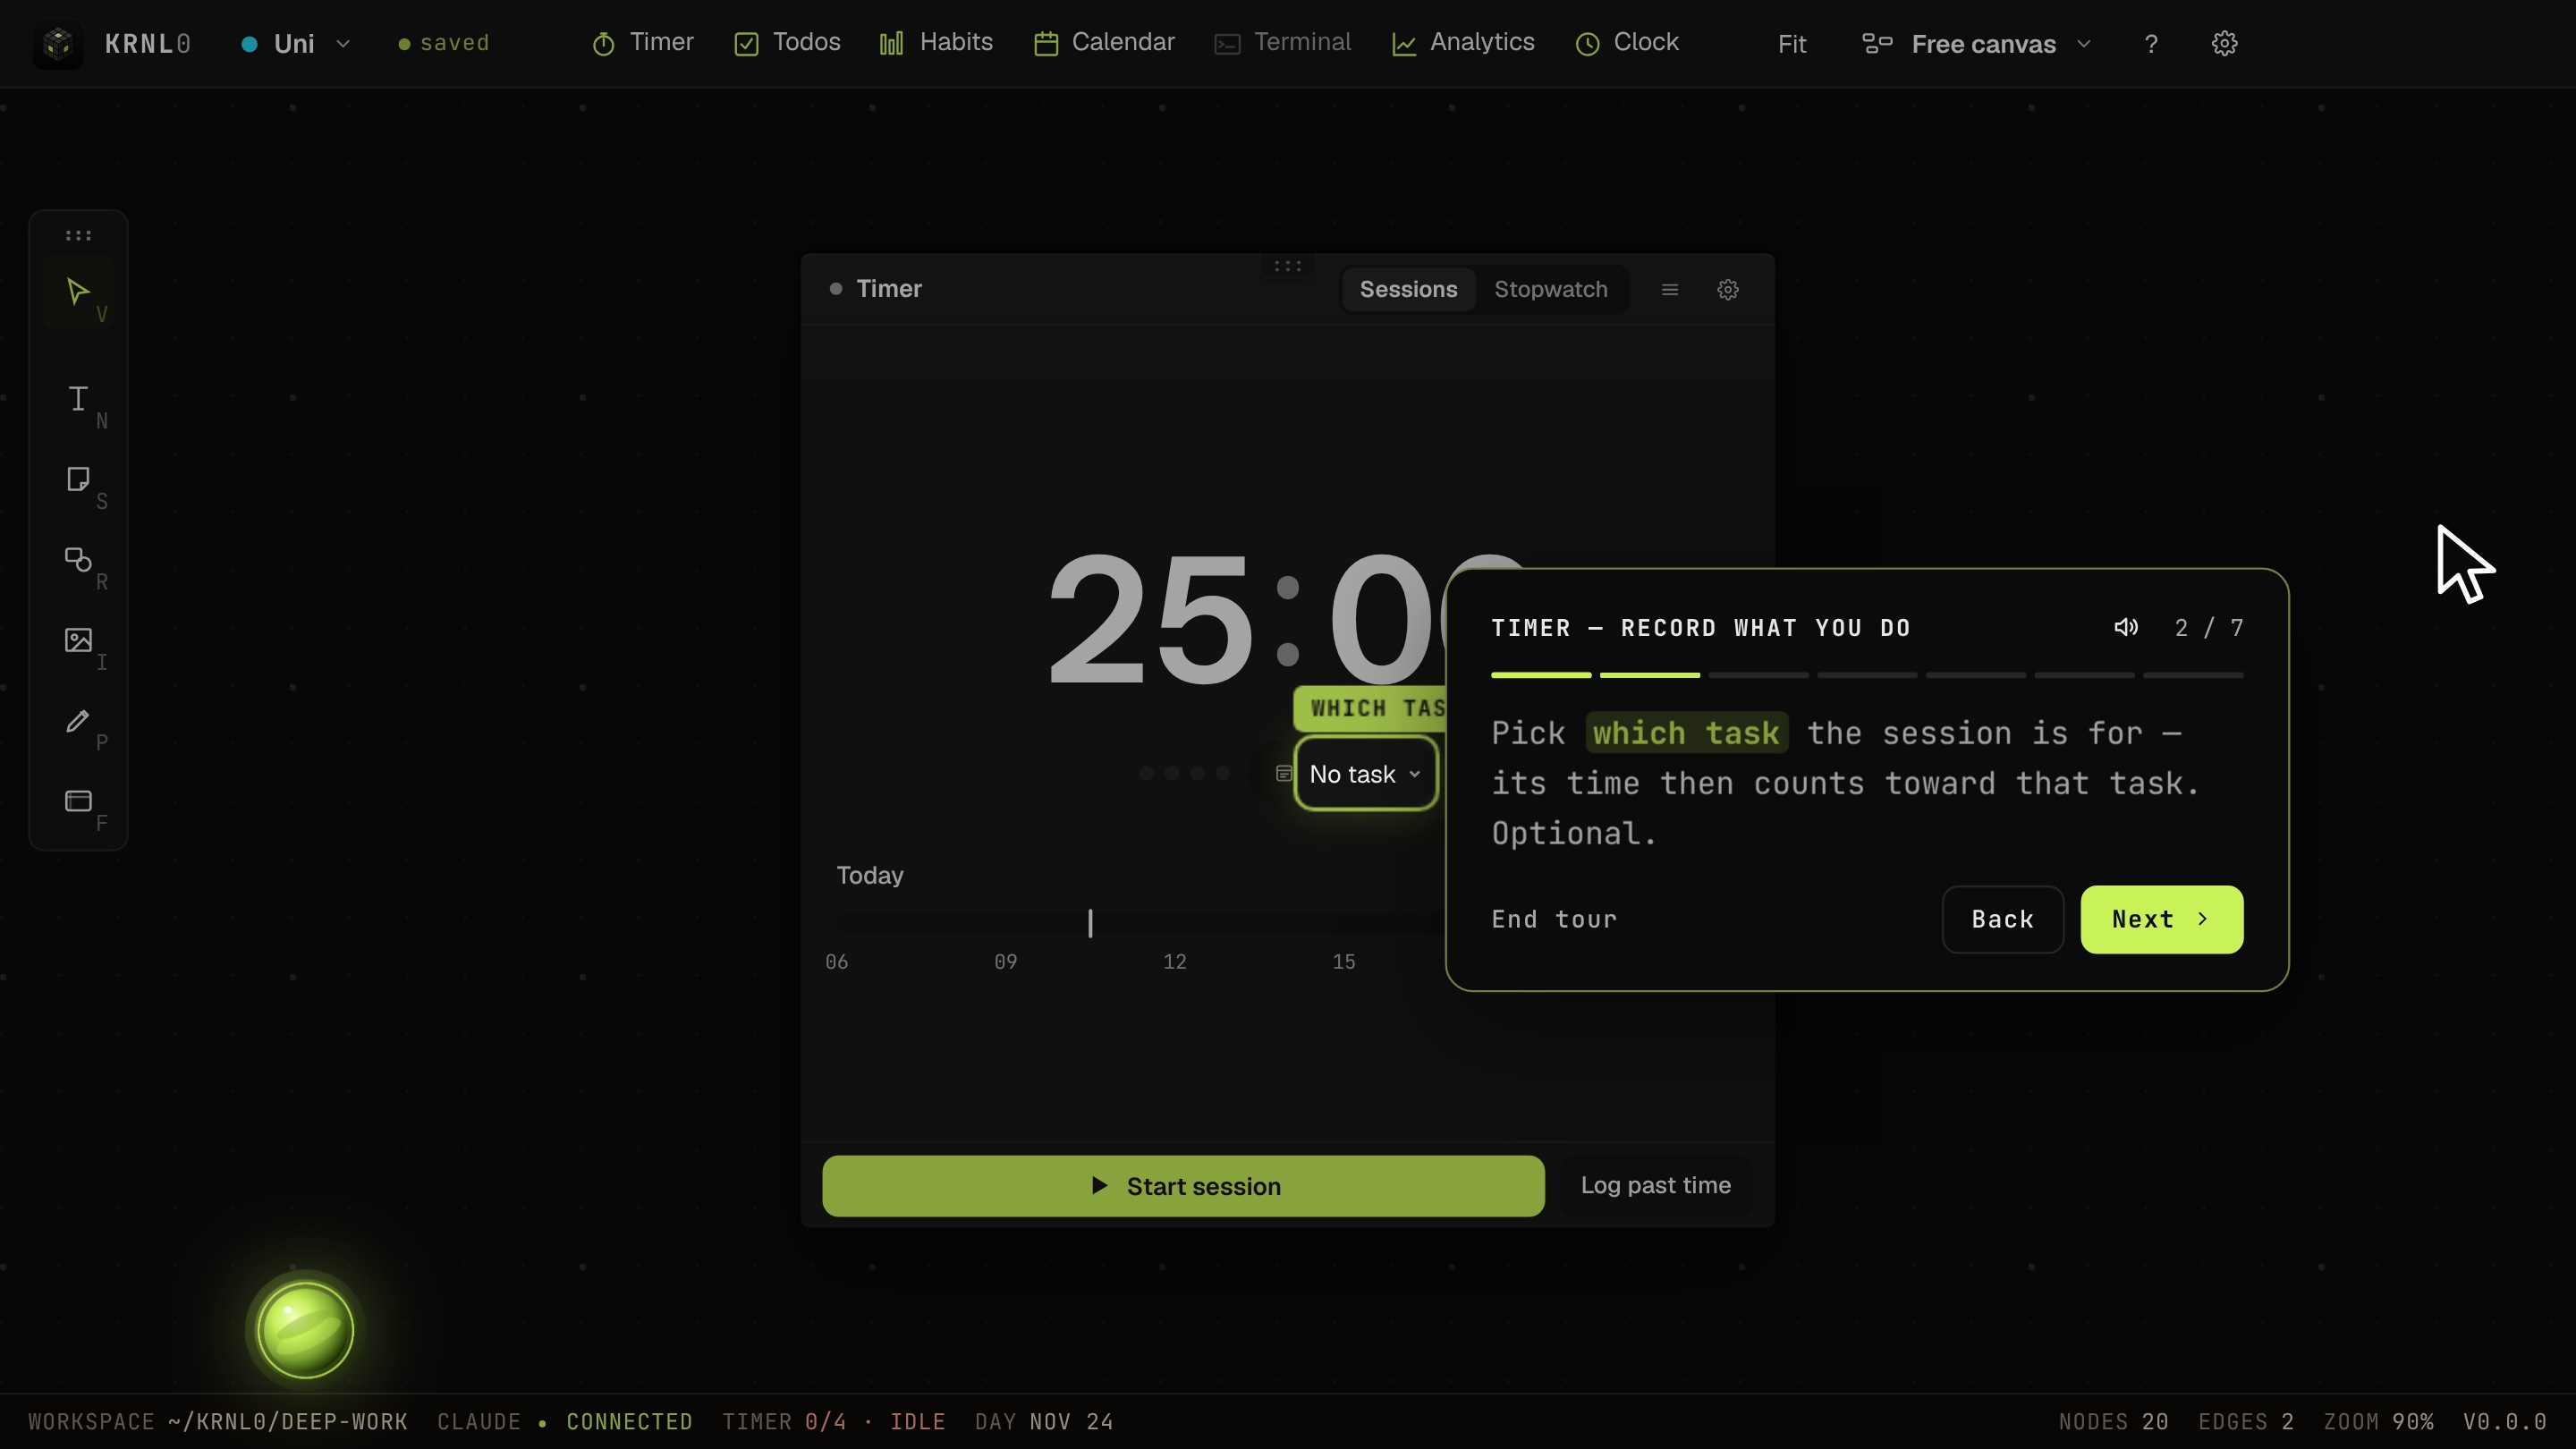 KRNL0
Uni
saved
Timer
Todos
Habits
Calendar
Terminal
Analytics
Clock
Fit
Free canvas
?
V
N
S
R
I
P
F
Timer
Sessions
Stopwatch
25:0
WHICH TAS
No task
Today
06 09 12 15
Start session
Log past time
TIMER — RECORD WHAT YOU DO
2 / 7
Pick which task the session is for —
its time then counts toward that task.
Optional.
End tour
Back
Next
WORKSPACE ~/KRNL0/DEEP-WORK CLAUDE • CONNECTED TIMER 0/4 · IDLE DAY NOV 24
NODES 20 EDGES 2 ZOOM 90% V0.0.0